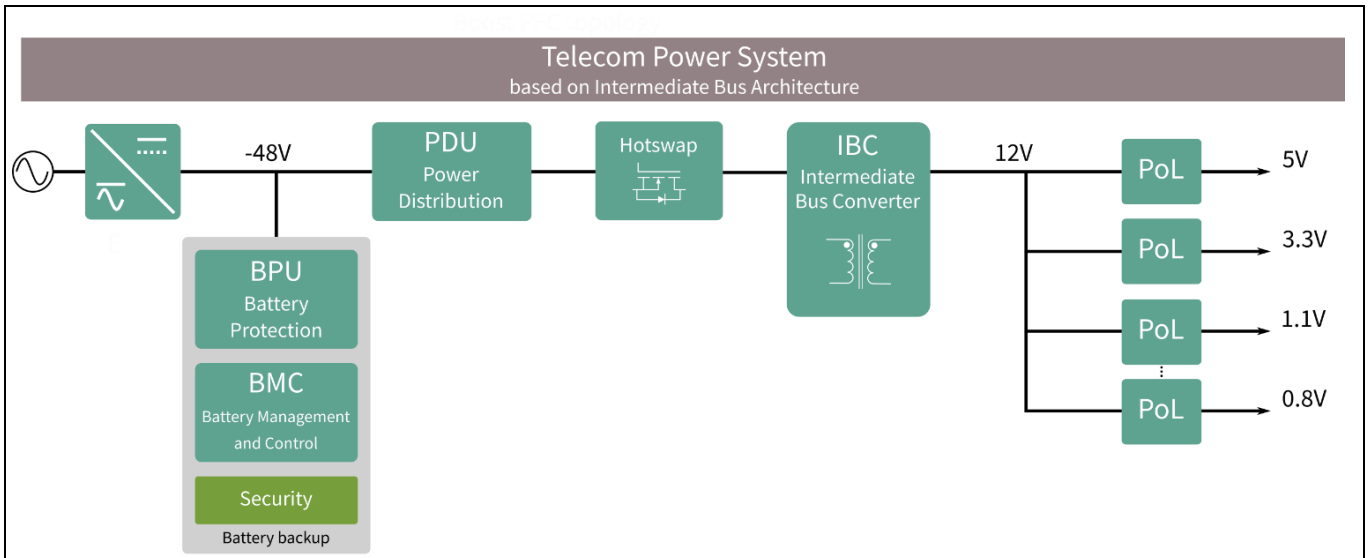 Telecom Power System
based on Intermediate Bus Architecture
-48V
PDU
Power
Distribution
Hotswap
IBC
Intermediate
Bus Converter
12V
PoL
5V
PoL
3.3V
PoL
1.1V
PoL
0.8V
BPU
Battery
Protection
BMC
Battery Management
and Control
Security
Battery backup